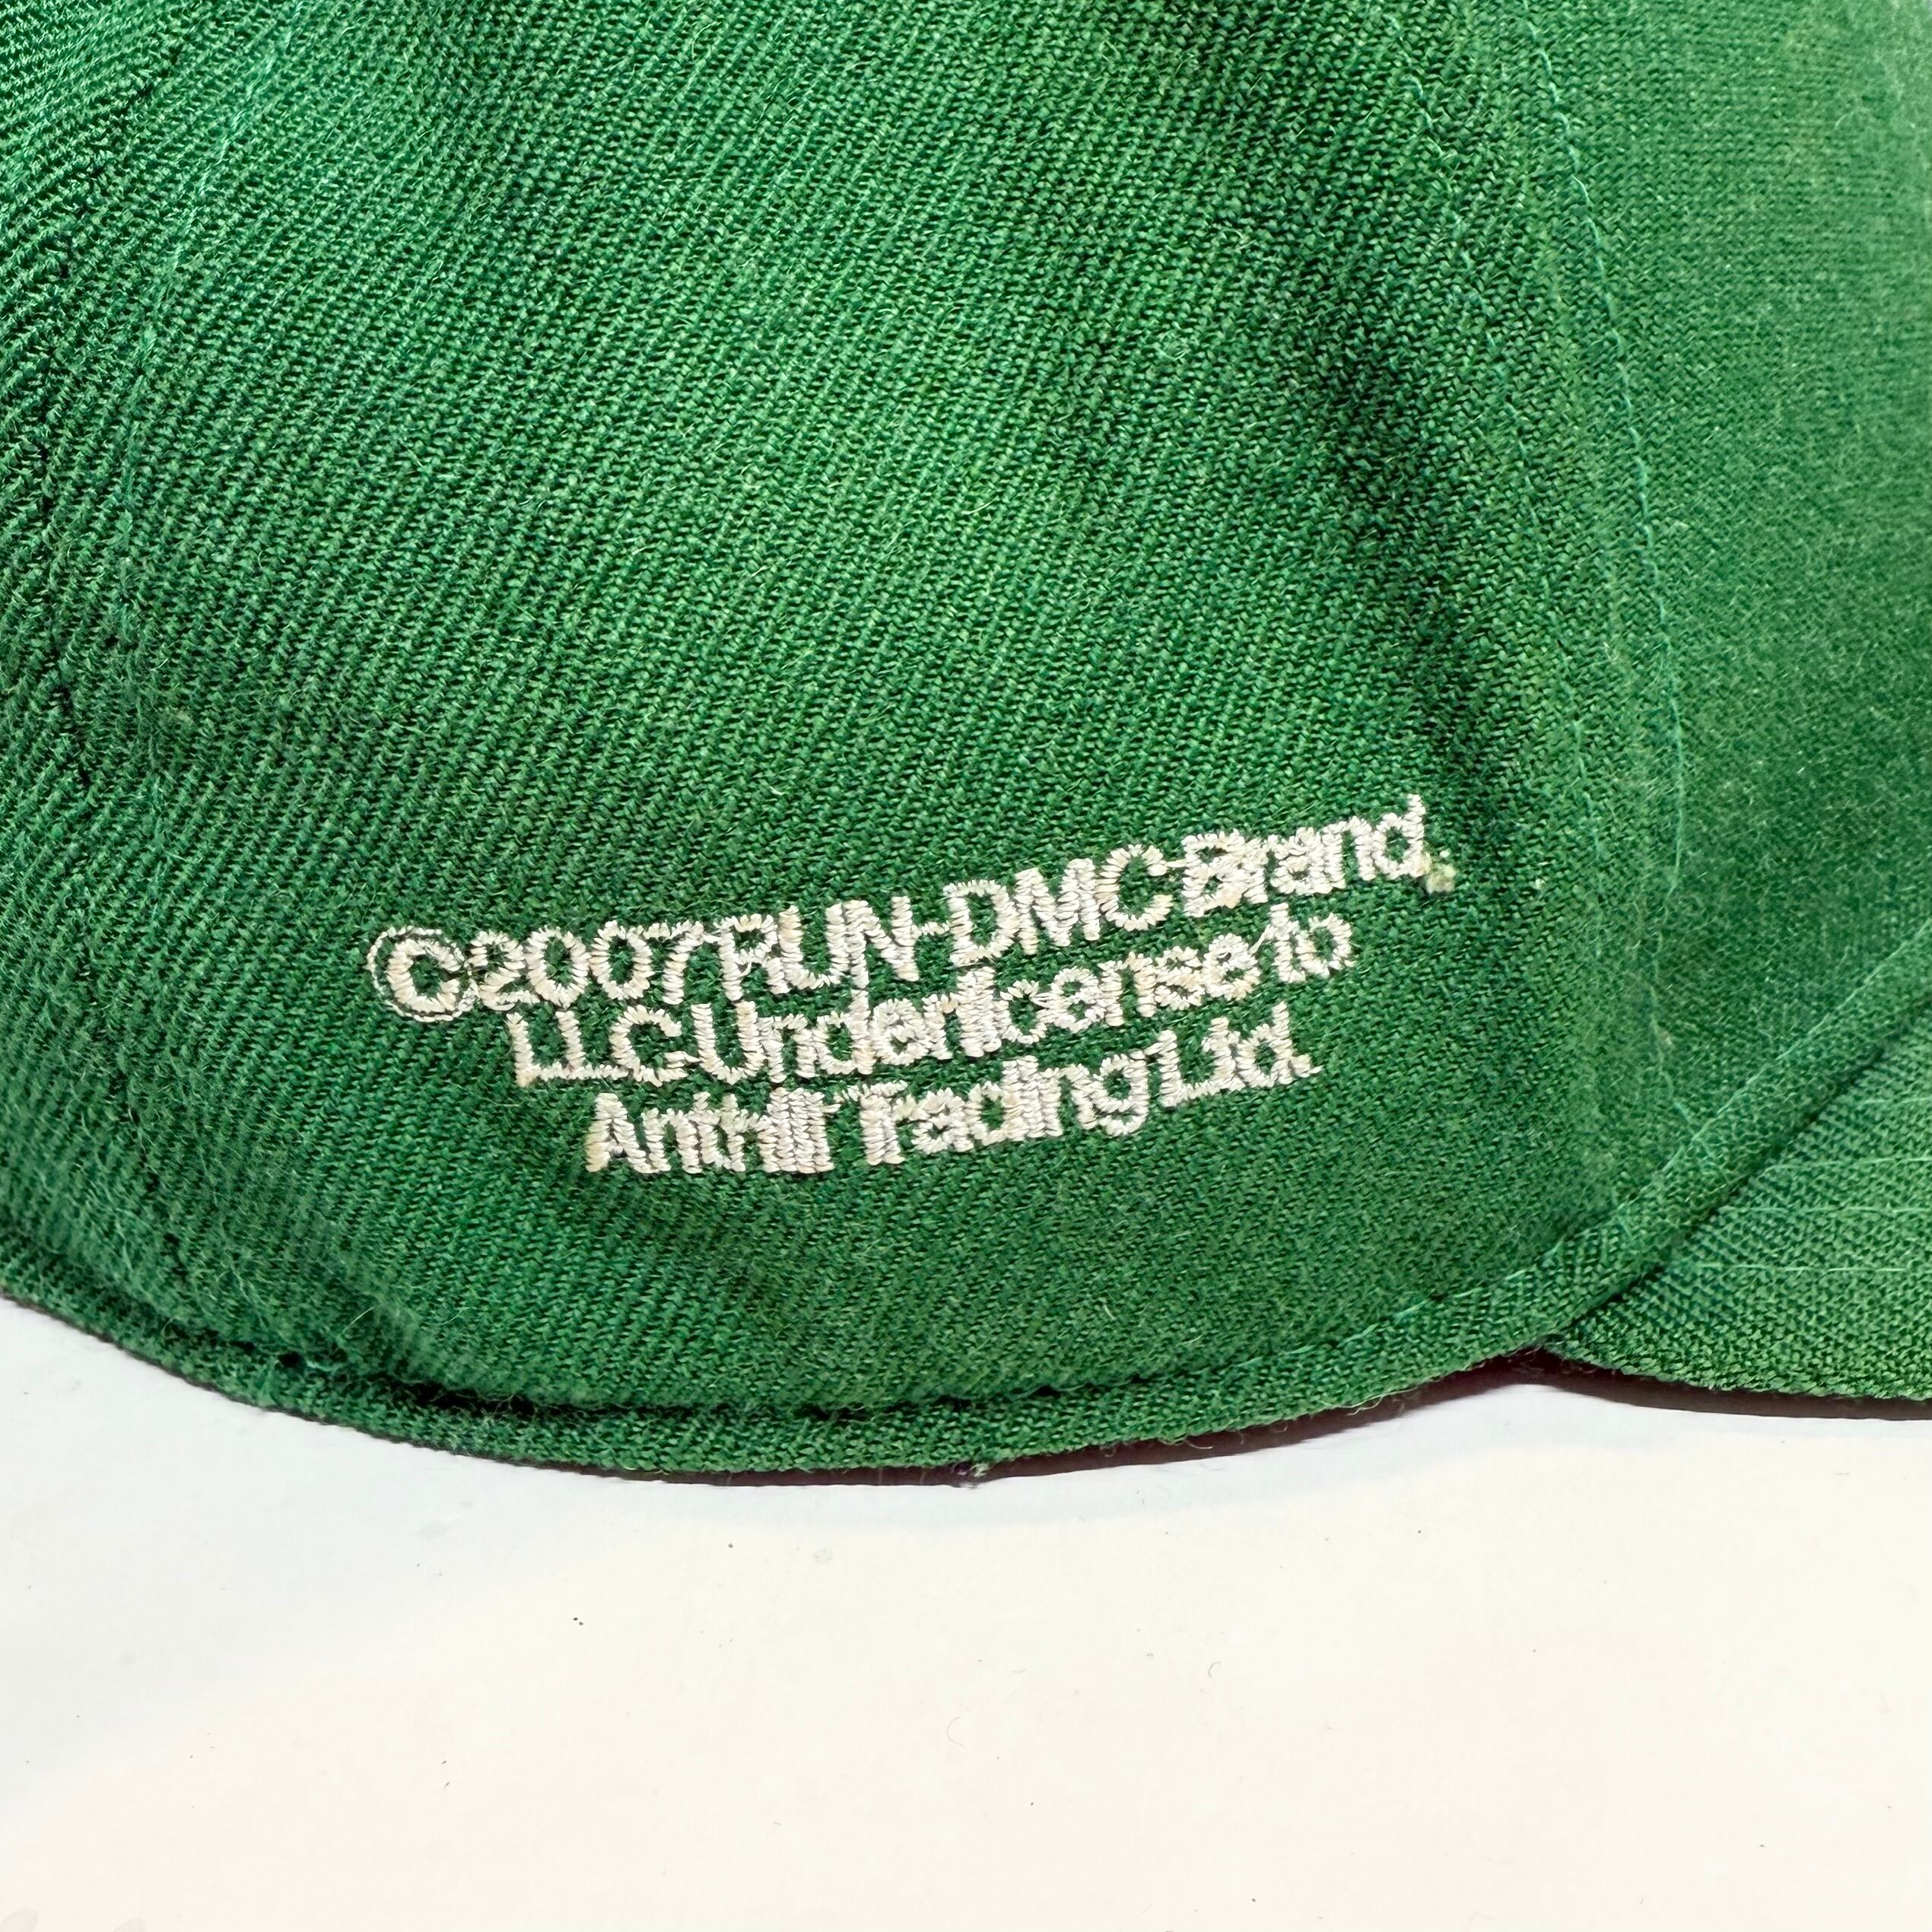 ©2007 RUN-DMC Brand,
LLC Under license to
Anthill Trading Ltd.